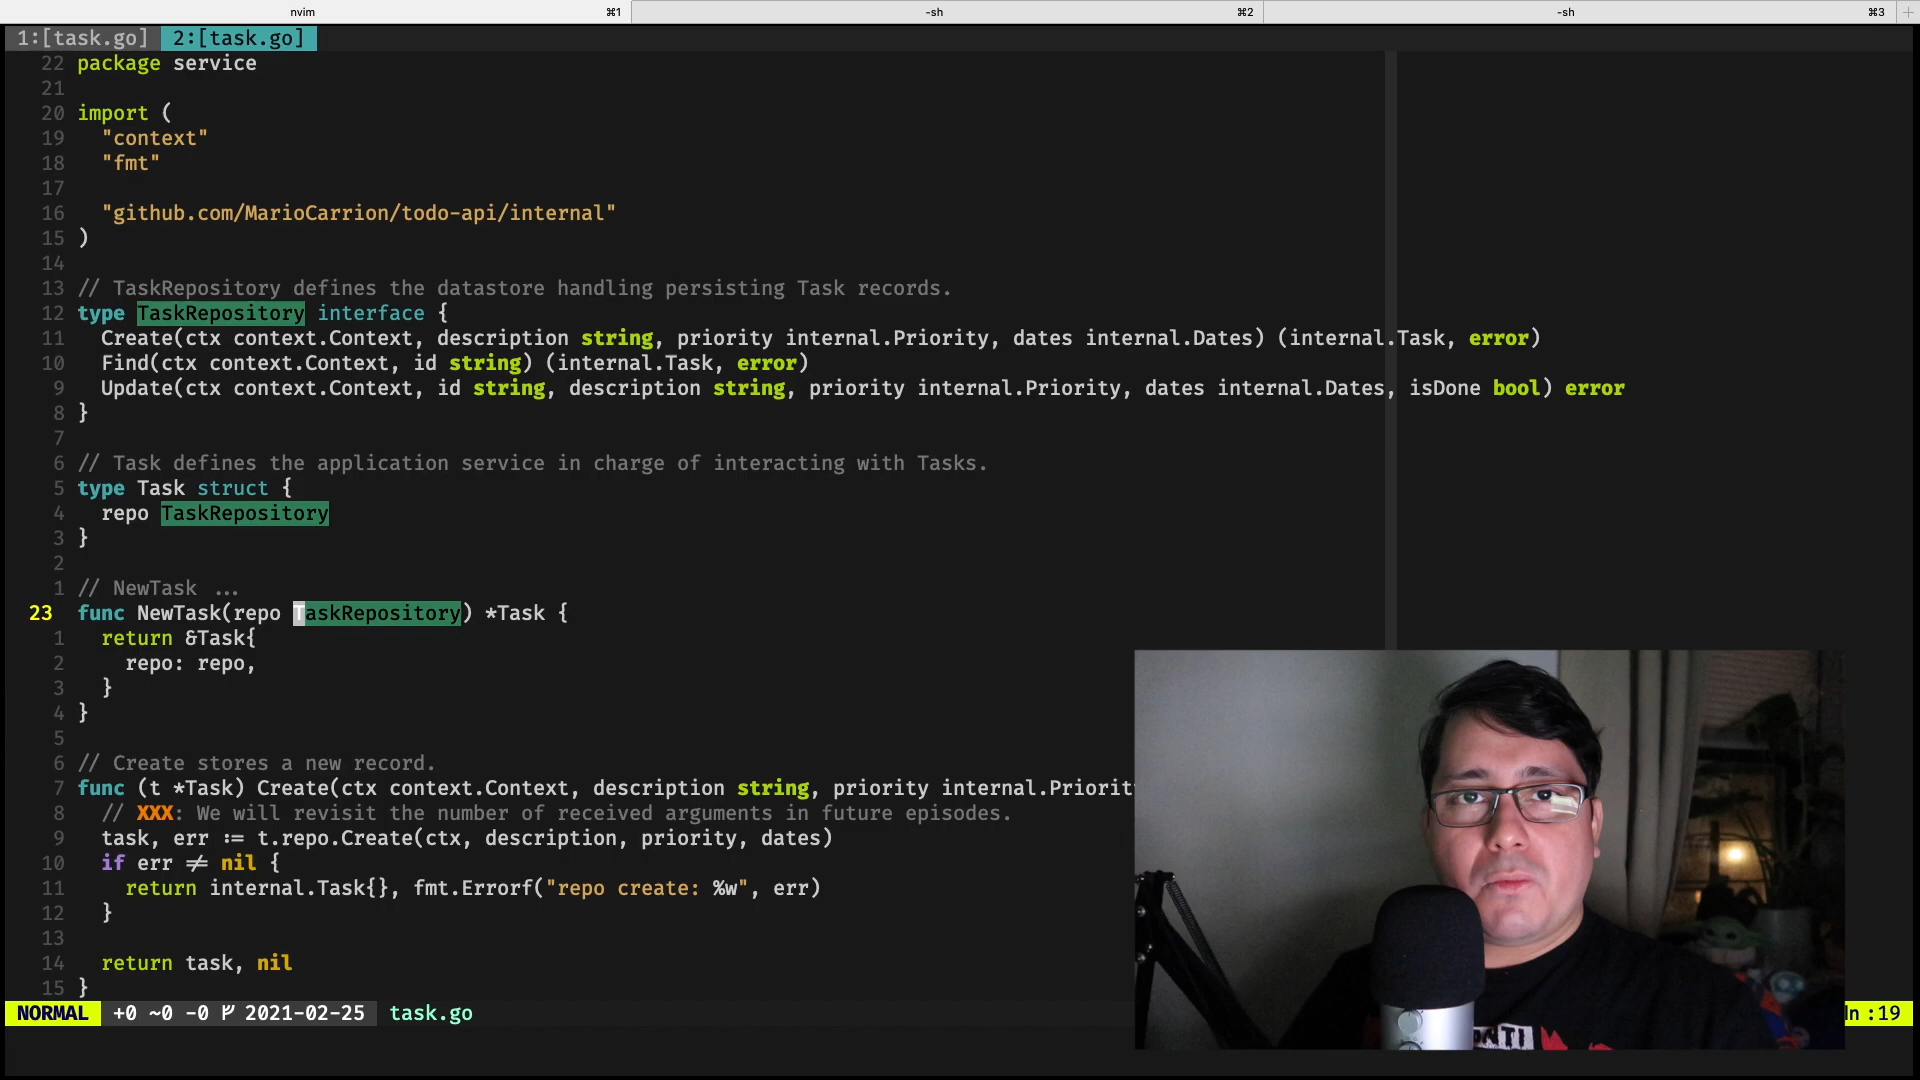 nvim ⌘1 -sh ⌘2 -sh ⌘3 +
1:[task.go] 2:[task.go]
22 package service
21
20 import (
19 "context"
18 "fmt"
17
16 "github.com/MarioCarrion/todo-api/internal"
15 )
14
13 // TaskRepository defines the datastore handling persisting Task records.
12 type TaskRepository interface {
11 Create(ctx context.Context, description string, priority internal.Priority, dates internal.Dates) (internal.Task, error)
10 Find(ctx context.Context, id string) (internal.Task, error)
9 Update(ctx context.Context, id string, description string, priority internal.Priority, dates internal.Dates, isDone bool) error
8 }
7
6 // Task defines the application service in charge of interacting with Tasks.
5 type Task struct {
4 repo TaskRepository
3 }
2
1 // NewTask ...
23 func NewTask(repo TaskRepository) *Task {
1 return &Task{
2 repo: repo,
3 }
4 }
5
6 // Create stores a new record.
7 func (t *Task) Create(ctx context.Context, description string, priority internal.Priorit
8 // XXX: We will revisit the number of received arguments in future episodes.
9 task, err := t.repo.Create(ctx, description, priority, dates)
10 if err ≠ nil {
11 return internal.Task{}, fmt.Errorf("repo create: %w", err)
12 }
13
14 return task, nil
15 }
NORMAL +0 ~0 -0 2021-02-25 task.go :19